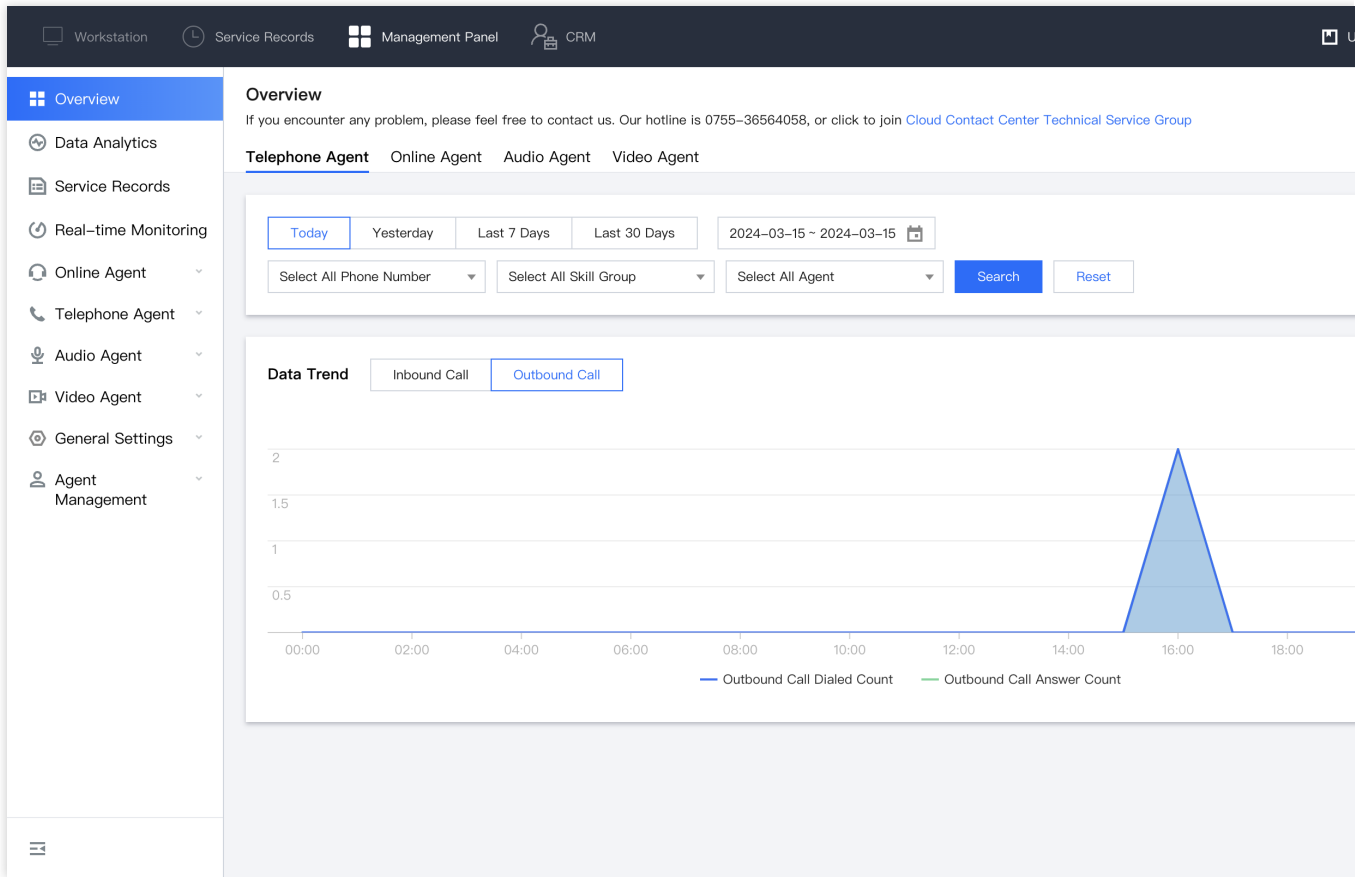 Workstation Service Records Management Panel CRM U
Overview
Data Analytics
Service Records
Real-time Monitoring
Online Agent
Telephone Agent
Audio Agent
Video Agent
General Settings
Agent
Management
Overview
If you encounter any problem, please feel free to contact us. Our hotline is 0755-36564058, or click to join Cloud Contact Center Technical Service Group
Telephone Agent Online Agent Audio Agent Video Agent
Today Yesterday Last 7 Days Last 30 Days 2024-03-15 ~ 2024-03-15
Select All Phone Number Select All Skill Group Select All Agent Search Reset
Data Trend Inbound Call Outbound Call
2
1.5
1
0.5
00:00 02:00 04:00 06:00 08:00 10:00 12:00 14:00 16:00 18:00
Outbound Call Dialed Count Outbound Call Answer Count